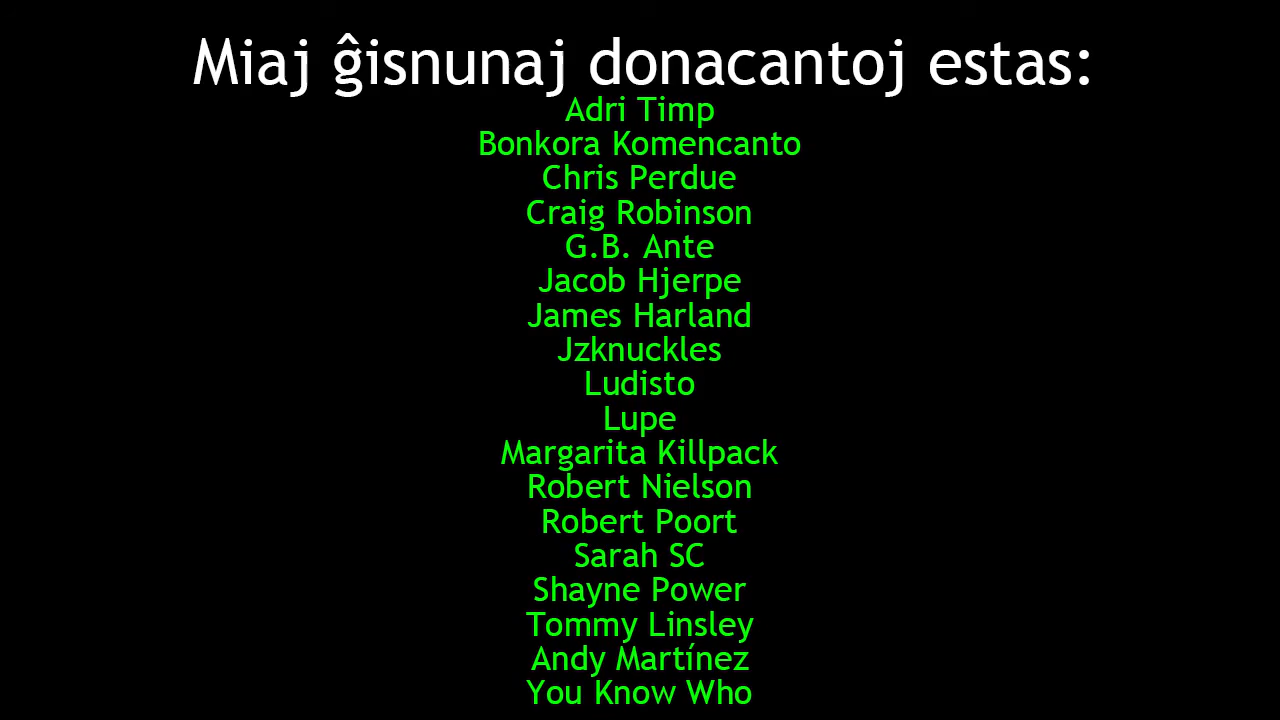 Miaj ĝisnunaj donacantoj estas:
Adri Timp
Bonkora Komencanto
Chris Perdue
Craig Robinson
G.B. Ante
Jacob Hjerpe
James Harland
Jzknuckles
Ludisto
Lupe
Margarita Killpack
Robert Nielson
Robert Poort
Sarah SC
Shayne Power
Tommy Linsley
Andy Martínez
You Know Who